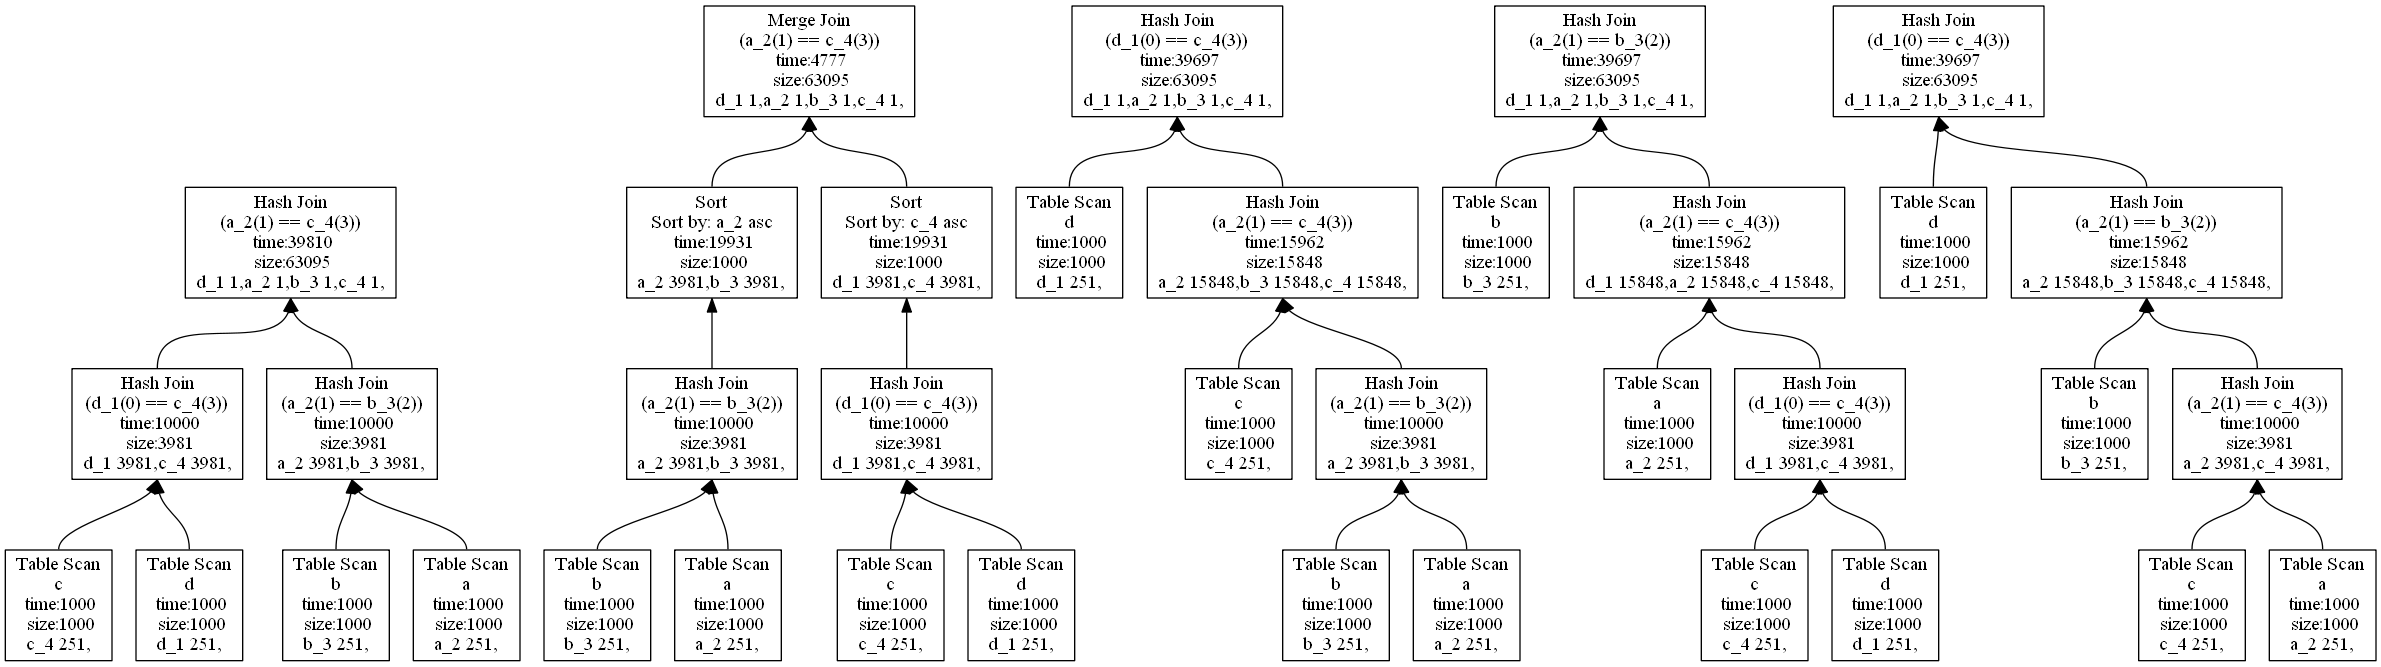 Merge Join
(a_2(1) == c_4(3))
time:4777
size:63095
d_1 1,a_2 1,b_3 1,c_4 1,
Hash Join
(d_1(0) == c_4(3))
time:39697
size:63095
d_1 1,a_2 1,b_3 1,c_4 1,
Hash Join
(a_2(1) == b_3(2))
time:39697
size:63095
d_1 1,a_2 1,b_3 1,c_4 1,
Hash Join
(d_1(0) == c_4(3))
time:39697
size:63095
d_1 1,a_2 1,b_3 1,c_4 1,
Hash Join
(a_2(1) == c_4(3))
time:39810
size:63095
d_1 1,a_2 1,b_3 1,c_4 1,
Sort
Sort by: a_2 asc
time:19931
size:1000
a_2 3981,b_3 3981,
Sort
Sort by: c_4 asc
time:19931
size:1000
d_1 3981,c_4 3981,
Table Scan
d
time:1000
size:1000
d_1 251,
Hash Join
(a_2(1) == c_4(3))
time:15962
size:15848
a_2 15848,b_3 15848,c_4 15848,
Table Scan
b
time:1000
size:1000
b_3 251,
Hash Join
(a_2(1) == c_4(3))
time:15962
size:15848
d_1 15848,a_2 15848,c_4 15848,
Table Scan
d
time:1000
size:1000
d_1 251,
Hash Join
(a_2(1) == b_3(2))
time:15962
size:15848
a_2 15848,b_3 15848,c_4 15848,
Hash Join
(d_1(0) == c_4(3))
time:10000
size:3981
d_1 3981,c_4 3981,
Hash Join
(a_2(1) == b_3(2))
time:10000
size:3981
a_2 3981,b_3 3981,
Hash Join
(a_2(1) == b_3(2))
time:10000
size:3981
a_2 3981,b_3 3981,
Hash Join
(d_1(0) == c_4(3))
time:10000
size:3981
d_1 3981,c_4 3981,
Table Scan
c
time:1000
size:1000
c_4 251,
Hash Join
(a_2(1) == b_3(2))
time:10000
size:3981
a_2 3981,b_3 3981,
Table Scan
a
time:1000
size:1000
a_2 251,
Hash Join
(d_1(0) == c_4(3))
time:10000
size:3981
d_1 3981,c_4 3981,
Table Scan
b
time:1000
size:1000
b_3 251,
Hash Join
(a_2(1) == c_4(3))
time:10000
size:3981
a_2 3981,c_4 3981,
Table Scan
c
time:1000
size:1000
c_4 251,
Table Scan
d
time:1000
size:1000
d_1 251,
Table Scan
b
time:1000
size:1000
b_3 251,
Table Scan
a
time:1000
size:1000
a_2 251,
Table Scan
b
time:1000
size:1000
b_3 251,
Table Scan
a
time:1000
size:1000
a_2 251,
Table Scan
c
time:1000
size:1000
c_4 251,
Table Scan
d
time:1000
size:1000
d_1 251,
Table Scan
b
time:1000
size:1000
b_3 251,
Table Scan
a
time:1000
size:1000
a_2 251,
Table Scan
c
time:1000
size:1000
c_4 251,
Table Scan
d
time:1000
size:1000
d_1 251,
Table Scan
c
time:1000
size:1000
c_4 251,
Table Scan
a
time:1000
size:1000
a_2 251,